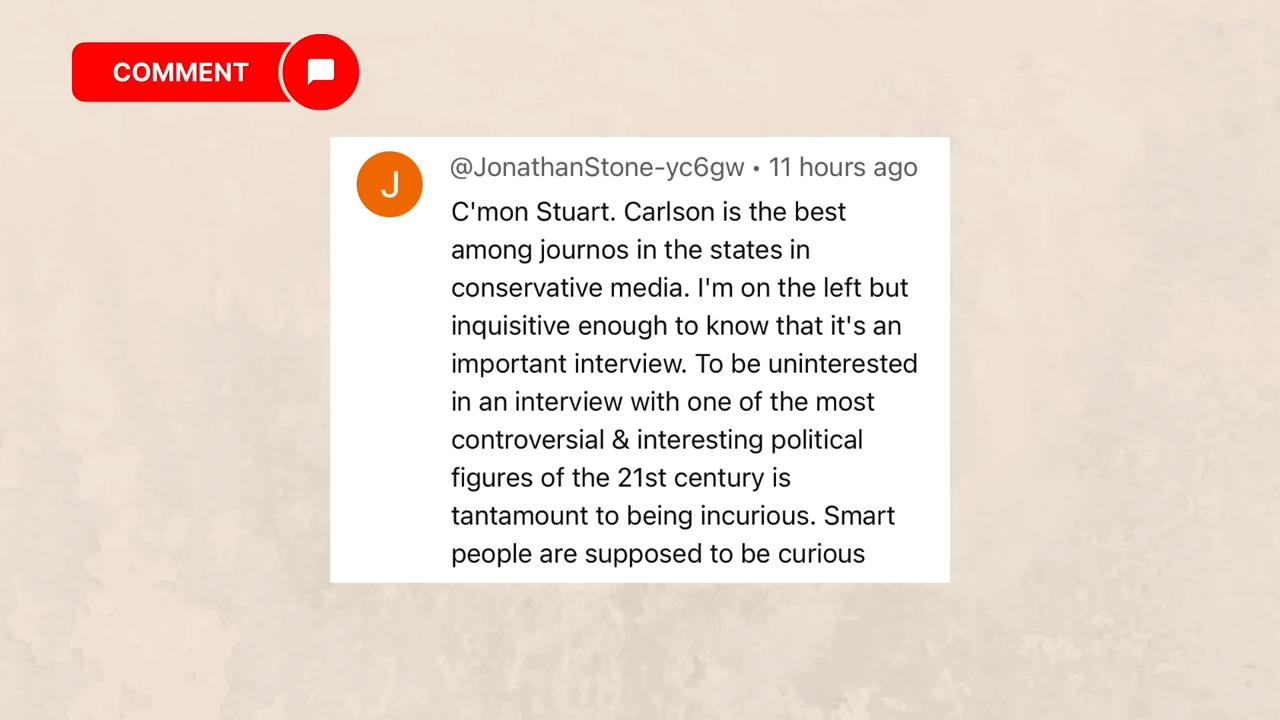 COMMENT
J
@JonathanStone-yc6gw • 11 hours ago
C'mon Stuart. Carlson is the best
among journos in the states in
conservative media. I'm on the left but
inquisitive enough to know that it's an
important interview. To be uninterested
in an interview with one of the most
controversial & interesting political
figures of the 21st century is
tantamount to being incurious. Smart
people are supposed to be curious